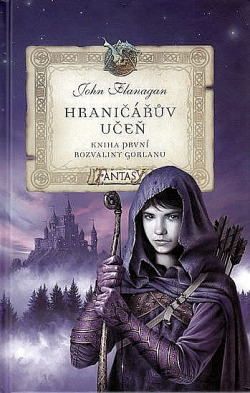 John Flanagan
HRANIČÁŘŮV
UČEŇ
KNIHA PRVNÍ
ROZVALINY GORLANU
FANTASY